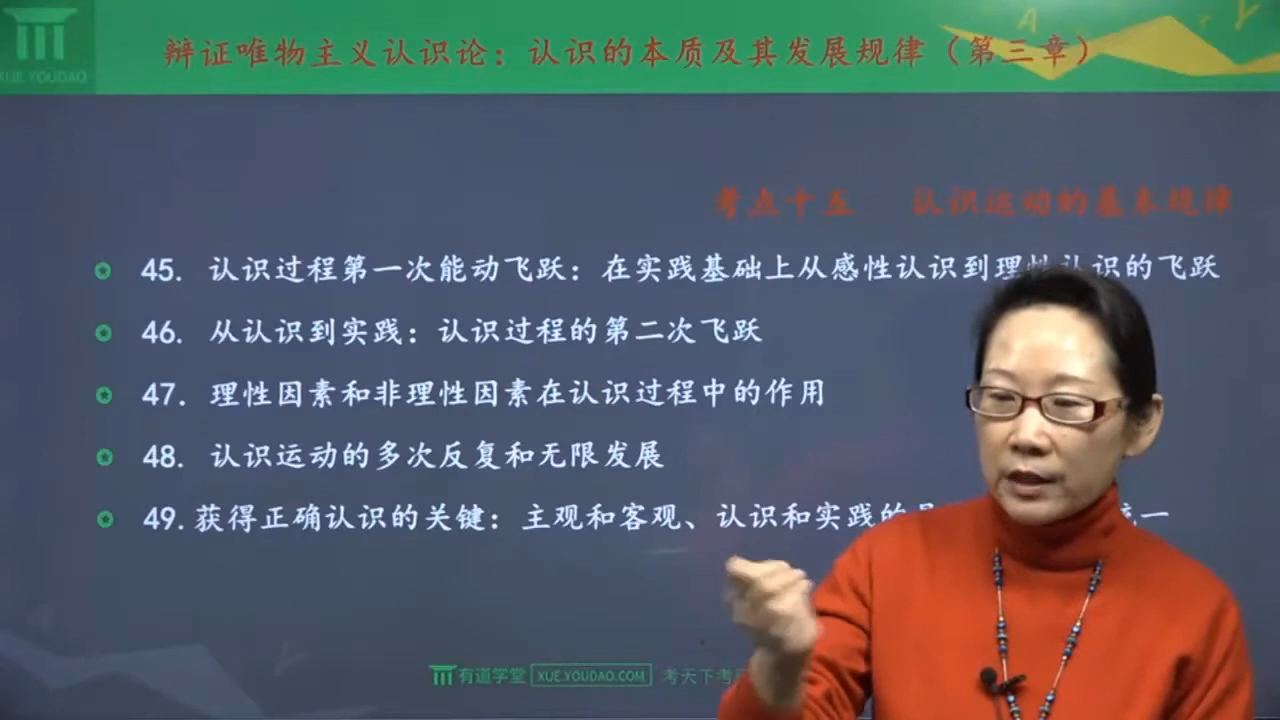 XUE.YOUDAO
辩证唯物主义认识论：认识的本质及其发展规律（第三章）
考点十五 认识运动的基本规律
45. 认识过程第一次能动飞跃：在实践基础上从感性认识到理性认识的飞跃
46. 从认识到实践：认识过程的第二次飞跃
47. 理性因素和非理性因素在认识过程中的作用
48. 认识运动的多次反复和无限发展
49. 获得正确认识的关键：主观和客观、认识和实践的 统一
有道学堂 XUE.YOUDAO.COM 考天下考